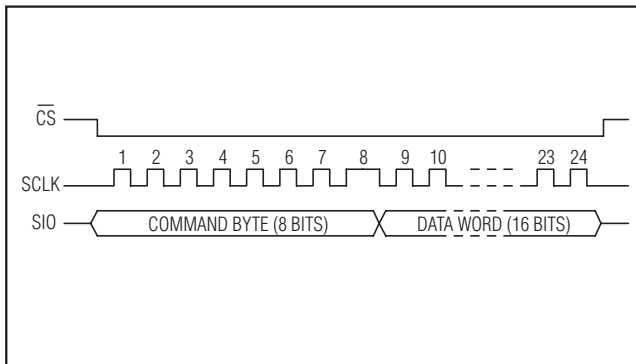 C̅S̅
1 2 3 4 5 6 7 8 9 10 23 24
SCLK
SIO COMMAND BYTE (8 BITS) DATA WORD (16 BITS)